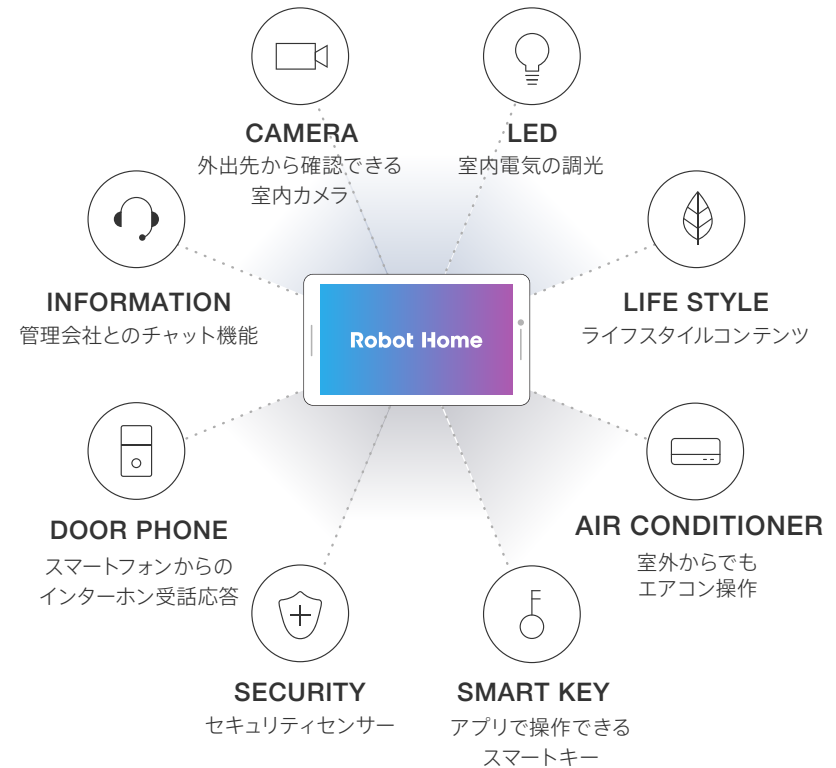 CAMERA
外出先から確認できる
室内カメラ
LED
室内電気の調光
INFORMATION
管理会社とのチャット機能
LIFE STYLE
ライフスタイルコンテンツ
Robot Home
DOOR PHONE
スマートフォンからの
インターホン受話応答
AIR CONDITIONER
室外からでも
エアコン操作
SECURITY
セキュリティセンサー
SMART KEY
アプリで操作できる
スマートキー